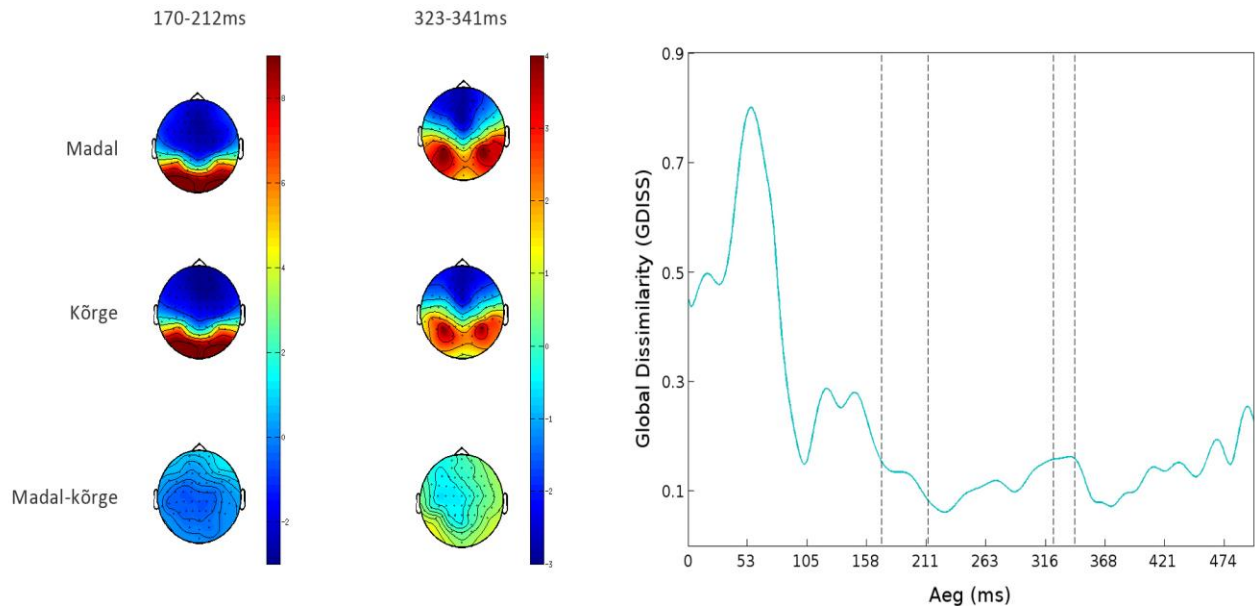 170-212ms
323-341ms
Madal
Kõrge
Madal-kõrge
8
6
4
2
0
-2
4
3
2
1
0
-1
-2
-3
Global Dissimilarity (GDISS)
0.9
0.7
0.5
0.3
0.1
0 53 105 158 211 263 316 368 421 474
Aeg (ms)